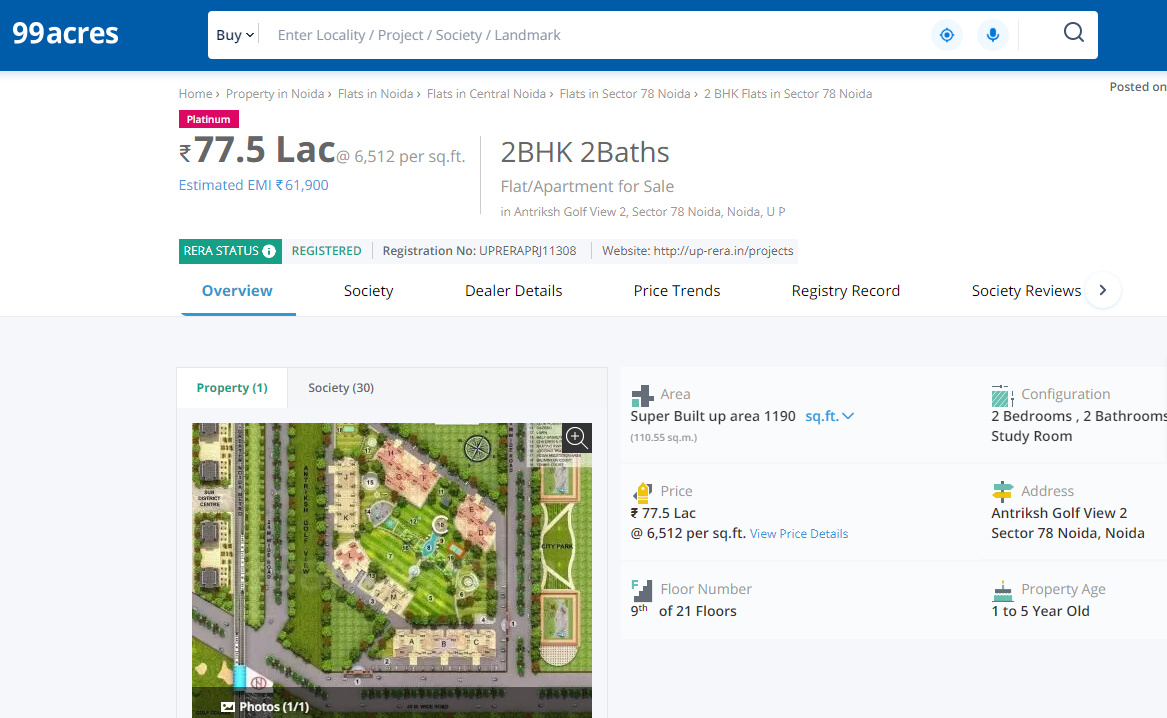 99acres
Buy
Enter Locality / Project / Society / Landmark
Home › Property in Noida › Flats in Noida › Flats in Central Noida › Flats in Sector 78 Noida › 2 BHK Flats in Sector 78 Noida
Posted on
Platinum
₹77.5 Lac @ 6,512 per sq.ft.
Estimated EMI ₹61,900
2BHK 2Baths
Flat/Apartment for Sale
in Antriksh Golf View 2, Sector 78 Noida, Noida, U P
RERA STATUS REGISTERED Registration No: UPRERAPRJ11308 Website: http://up-rera.in/projects
Overview Society Dealer Details Price Trends Registry Record Society Reviews
Property (1) Society (30)
SUB
DISTRICT
CENTRE
ANTRIKSH GOLF VIEW
CITY PARK
Photos (1/1)
Area
Super Built up area 1190 sq.ft.
(110.55 sq.m.)
Configuration
2 Bedrooms , 2 Bathrooms
Study Room
Price
₹ 77.5 Lac
@ 6,512 per sq.ft. View Price Details
Address
Antriksh Golf View 2
Sector 78 Noida, Noida
Floor Number
9th of 21 Floors
Property Age
1 to 5 Year Old